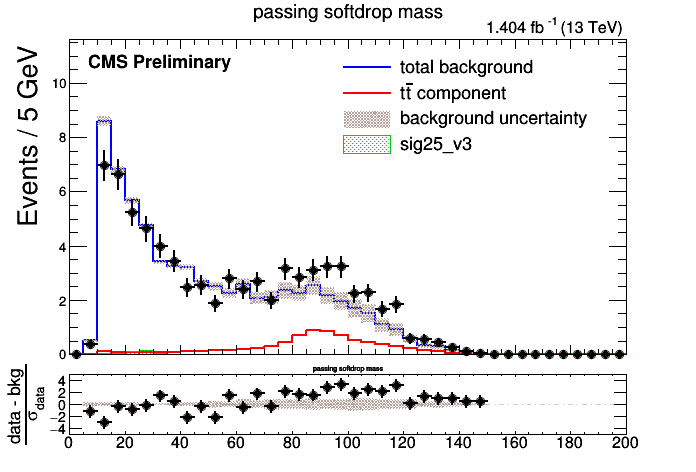 passing softdrop mass
1.404 fb⁻¹ (13 TeV)
CMS Preliminary
total background
tt̄ component
background uncertainty
sig25_v3
Events / 5 GeV
10
8
6
4
2
0
passing softdrop mass
data - bkg
σ_data
4
2
0
−2
−4
0 20 40 60 80 100 120 140 160 180 200